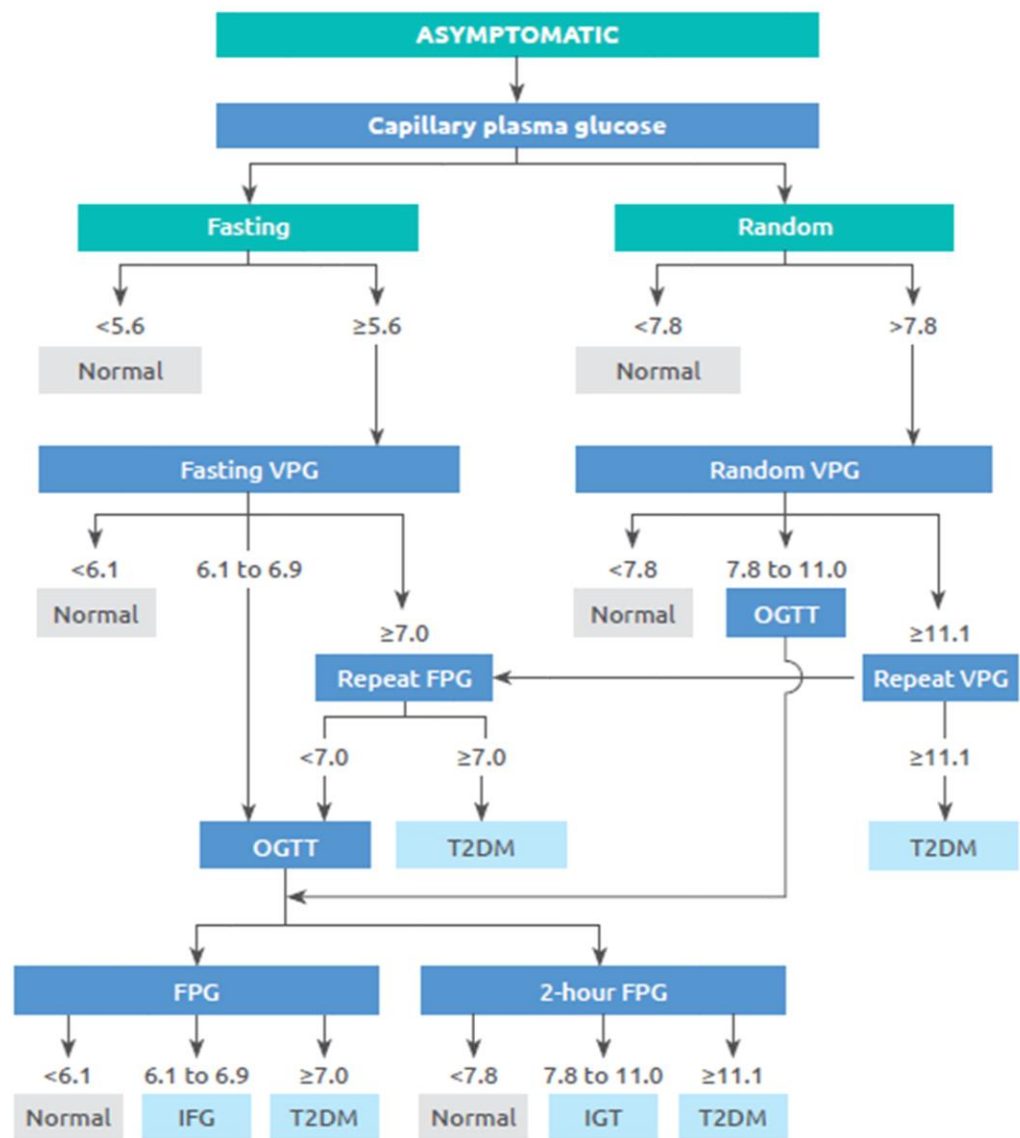 ASYMPTOMATIC
Capillary plasma glucose
Fasting
Random
<5.6
≥5.6
<7.8
>7.8
Normal
Normal
Fasting VPG
Random VPG
<6.1
6.1 to 6.9
<7.8
7.8 to 11.0
Normal
Normal
OGTT
≥7.0
≥11.1
Repeat FPG
Repeat VPG
<7.0
≥7.0
≥11.1
OGTT
T2DM
T2DM
FPG
2-hour FPG
<6.1
6.1 to 6.9
≥7.0
<7.8
7.8 to 11.0
≥11.1
Normal
IFG
T2DM
Normal
IGT
T2DM